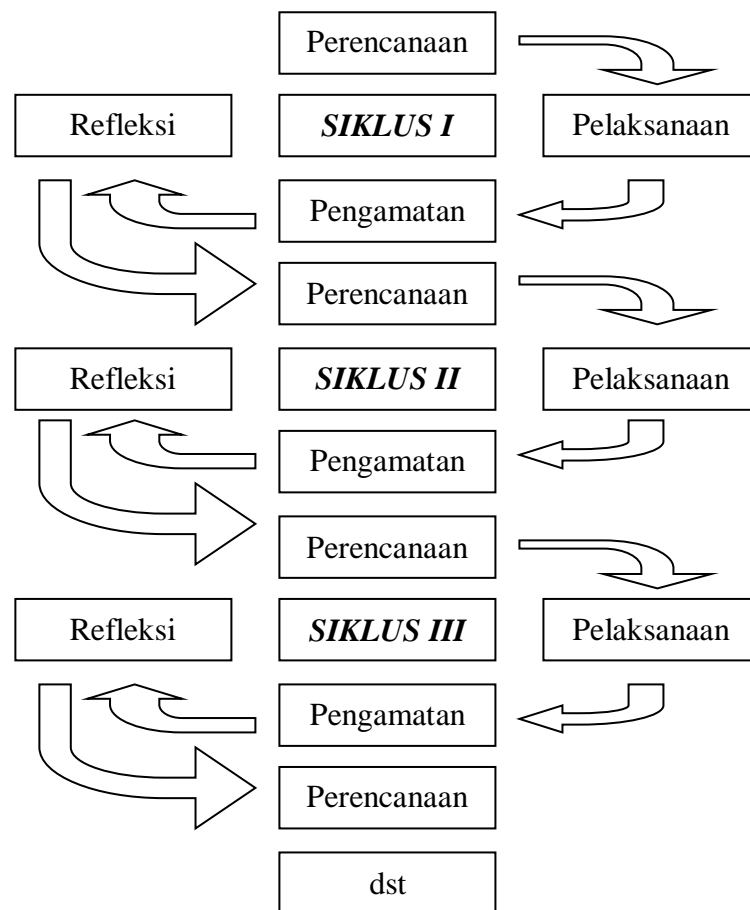 Perencanaan
Refleksi
SIKLUS I
Pelaksanaan
Pengamatan
Perencanaan
Refleksi
SIKLUS II
Pelaksanaan
Pengamatan
Perencanaan
Refleksi
SIKLUS III
Pelaksanaan
Pengamatan
Perencanaan
dst